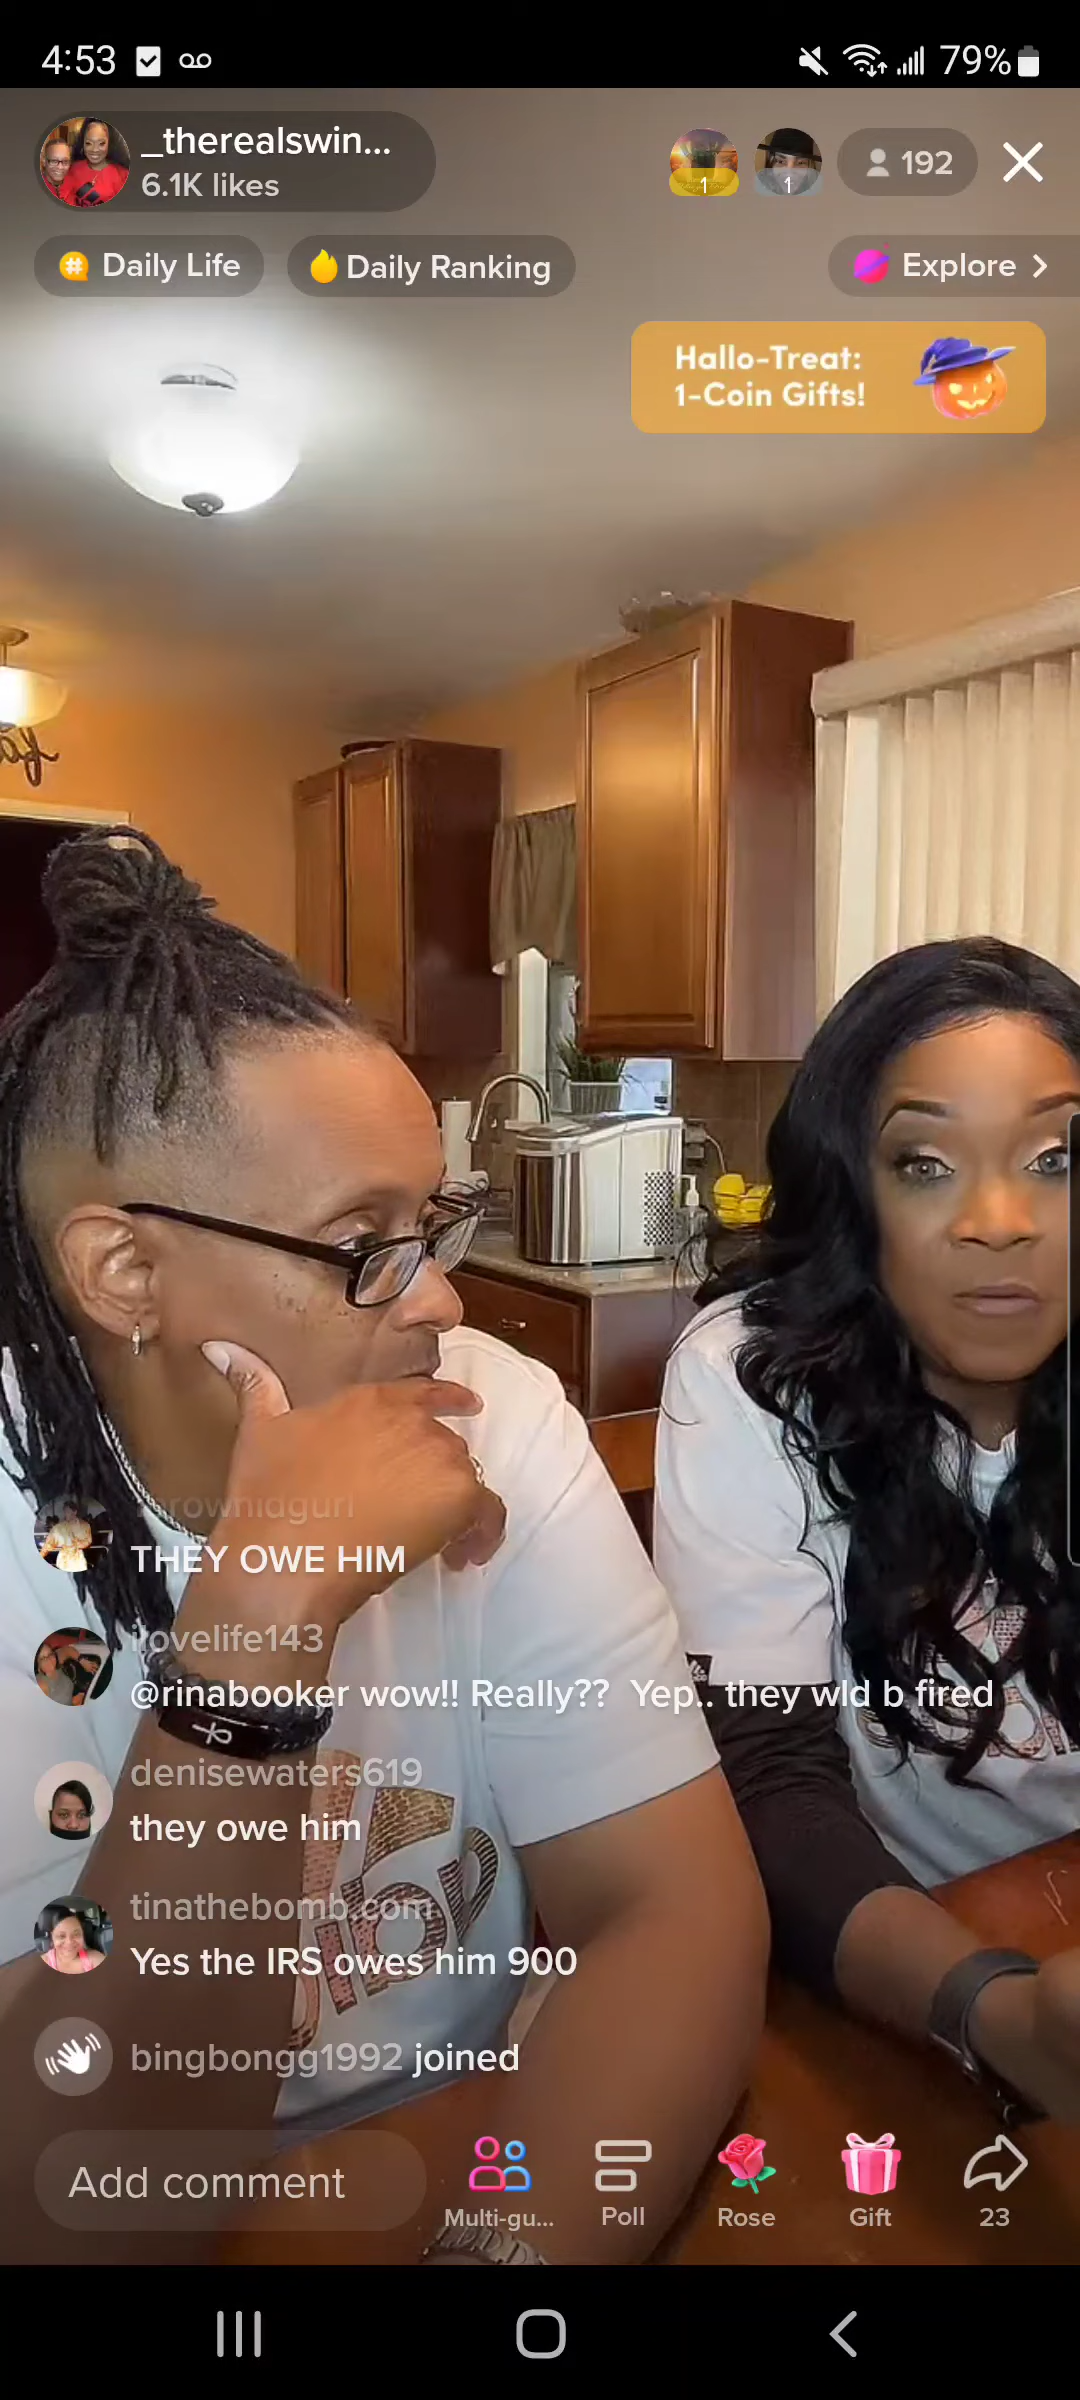 4:53
79%
_therealswin...
6.1K likes
1
1
192
Daily Life
Daily Ranking
Explore
Hallo-Treat:
1-Coin Gifts!
THEY OWE HIM
ilovelife143
@rinabooker wow!! Really??  Yep.. they wld b fired
denisewaters619
they owe him
tinathebomb.com
Yes the IRS owes him 900
bingbongg1992 joined
Add comment
Multi-gu...
Poll
Rose
Gift
23